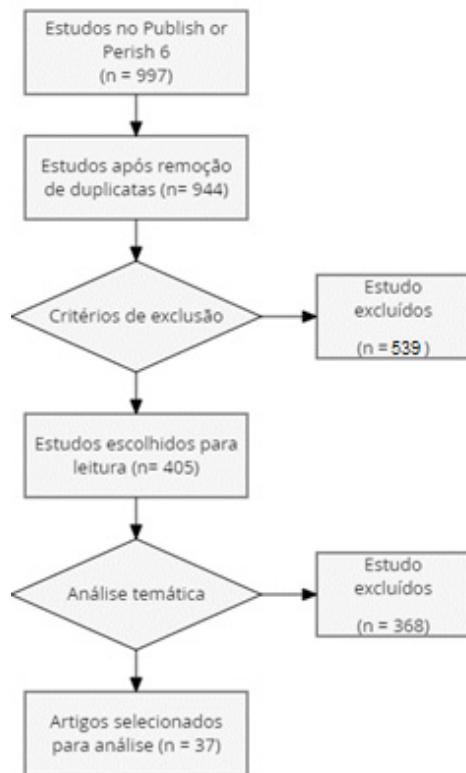 Estudos no Publish or
Perish 6
(n = 997)
Estudos após remoção
de duplicatas (n= 944)
Critérios de exclusão
Estudo
excluídos
(n = 539 )
Estudos escolhidos para
leitura (n= 405)
Análise temática
Estudo
excluídos
(n = 368)
Artigos selecionados
para análise (n = 37)